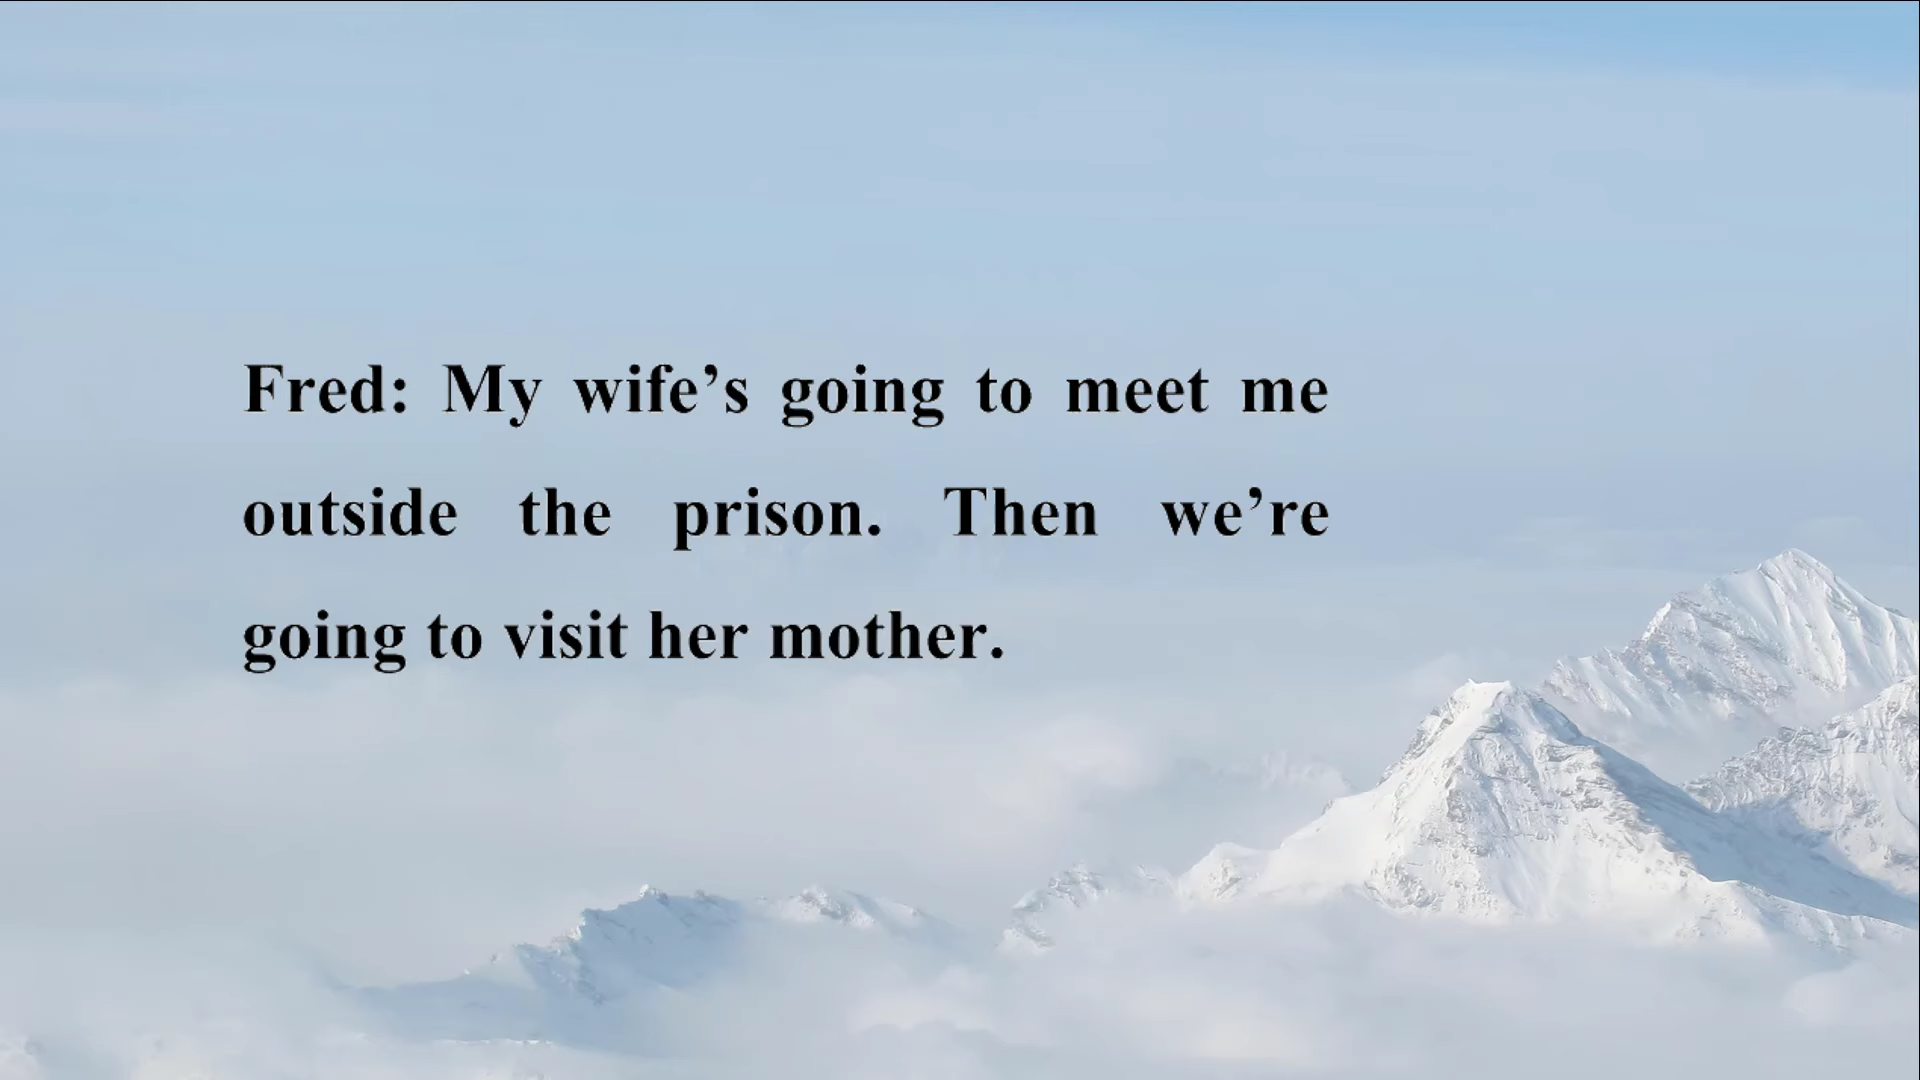 Fred: My wife’s going to meet me
outside the prison. Then we’re
going to visit her mother.